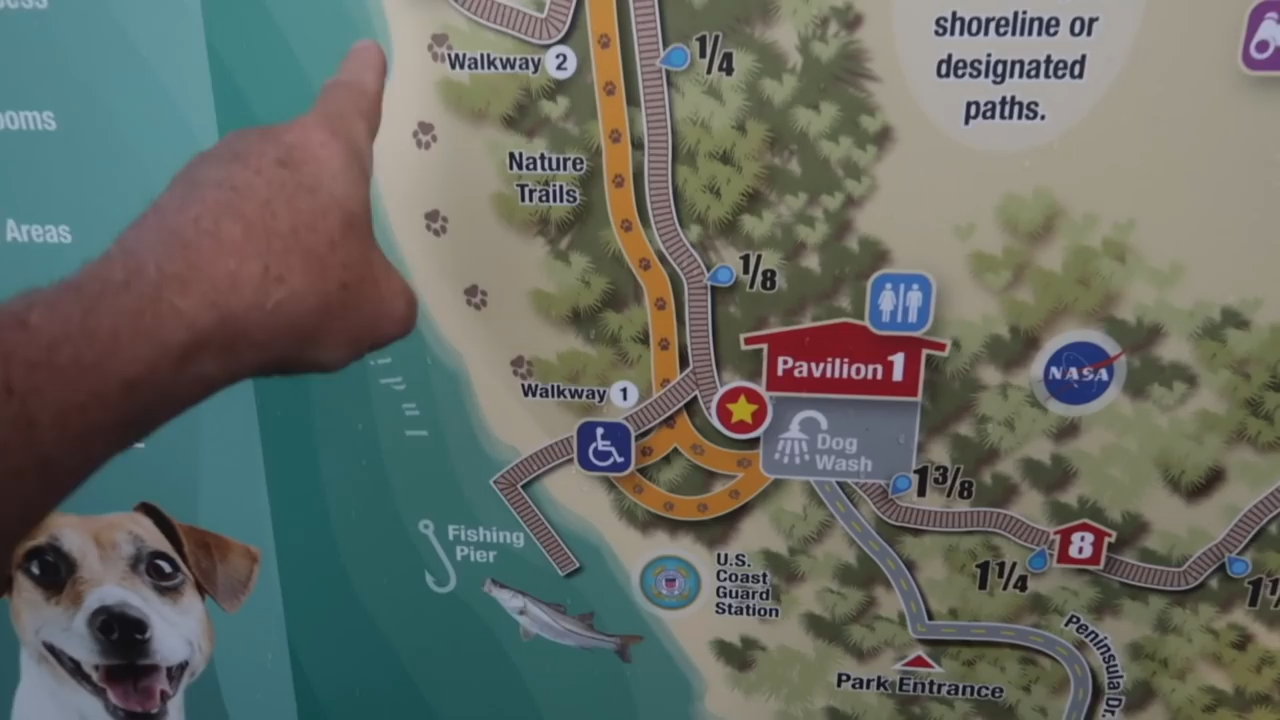 shoreline or
designated
paths.
Walkway 2
1/4
ooms
Nature
Trails
Areas
1/8
Pavilion 1
NASA
Walkway 1
Dog
Wash
1 3/8
Fishing
Pier
8
1 1/4
U.S.
Coast
Guard
Station
Peninsula Dr.
Park Entrance